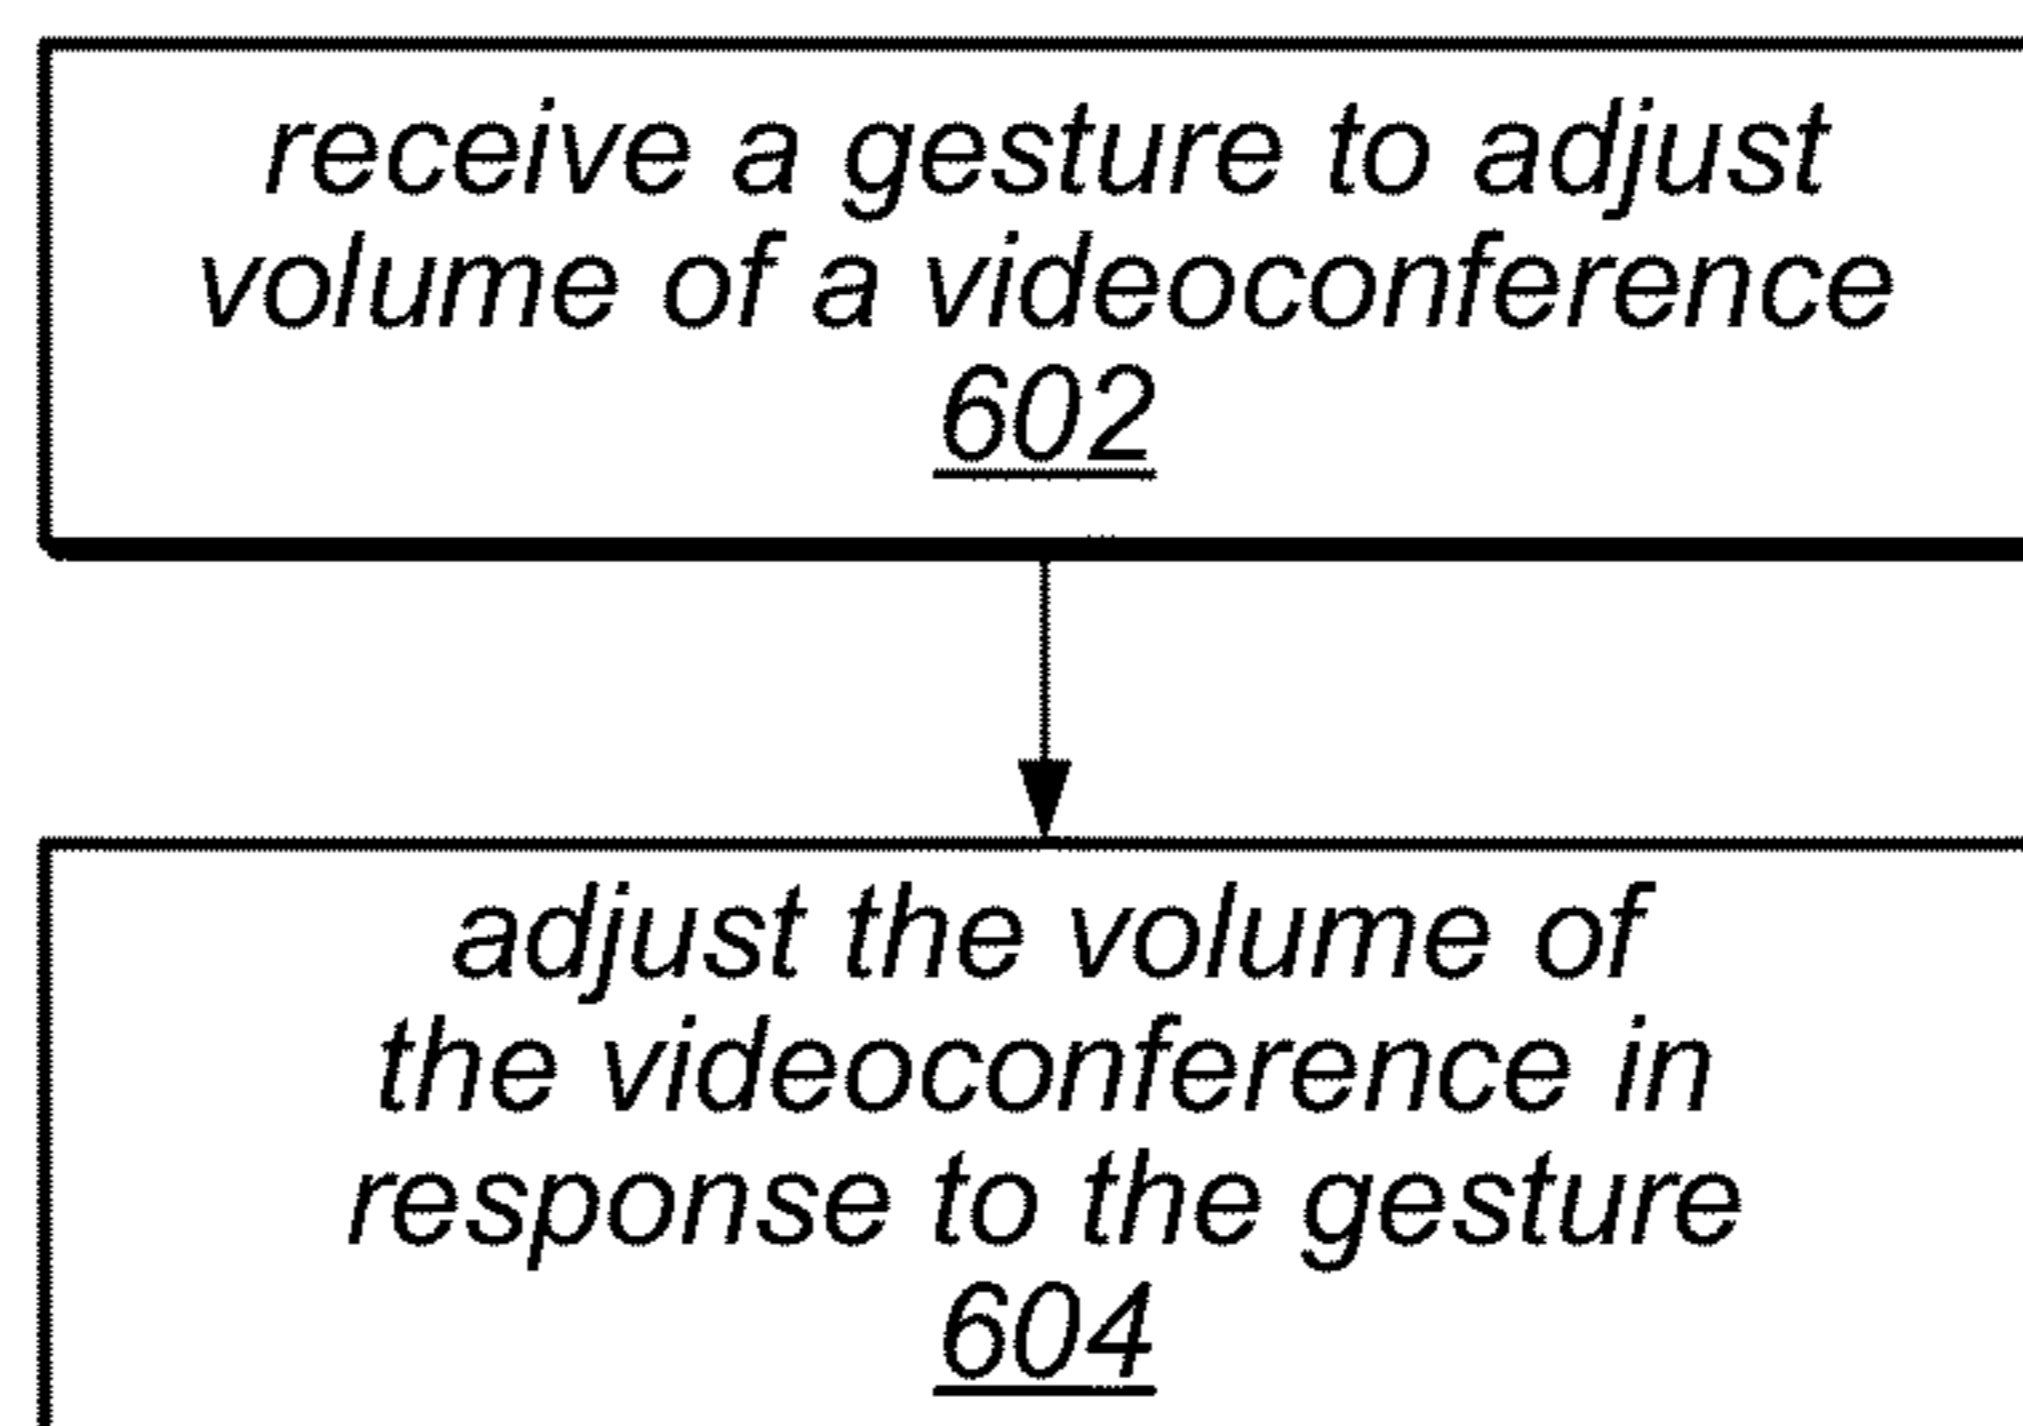 receive a gesture to adjust
volume of a videoconference
602
adjust the volume of
the videoconference in
response to the gesture
604